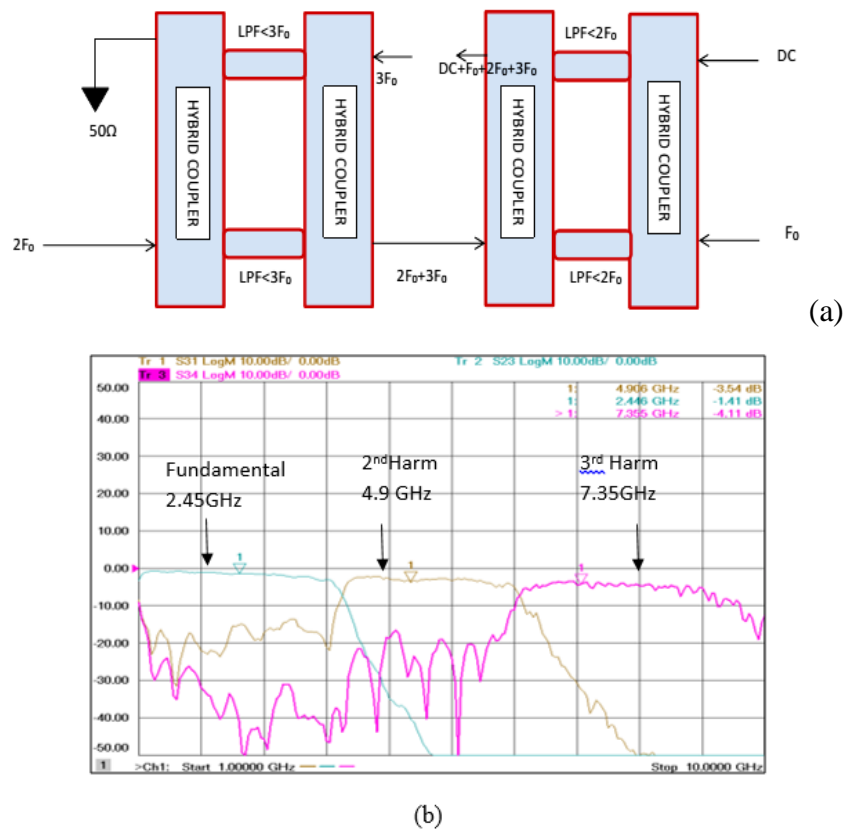 LPF<3F₀
LPF<2F₀
3F₀
DC+F₀+2F₀+3F₀
DC
50Ω
HYBRID COUPLER
HYBRID COUPLER
HYBRID COUPLER
HYBRID COUPLER
2F₀
F₀
LPF<3F₀
2F₀+3F₀
LPF<2F₀
(a)
Tr 1 S31 LogM 10.00dB/ 0.00dB
Tr 2 S23 LogM 10.00dB/ 0.00dB
Tr 3 S34 LogM 10.00dB/ 0.00dB
1: 4.906 GHz -3.54 dB
1: 2.446 GHz -1.41 dB
> 1: 7.355 GHz -4.11 dB
50.00
40.00
30.00
20.00
10.00
0.00
-10.00
-20.00
-30.00
-40.00
-50.00
Fundamental
2.45GHz
2ndHarm
4.9 GHz
3rd Harm
7.35GHz
1
1
1
1 >Ch1: Start 1.00000 GHz
Stop 10.0000 GHz
(b)